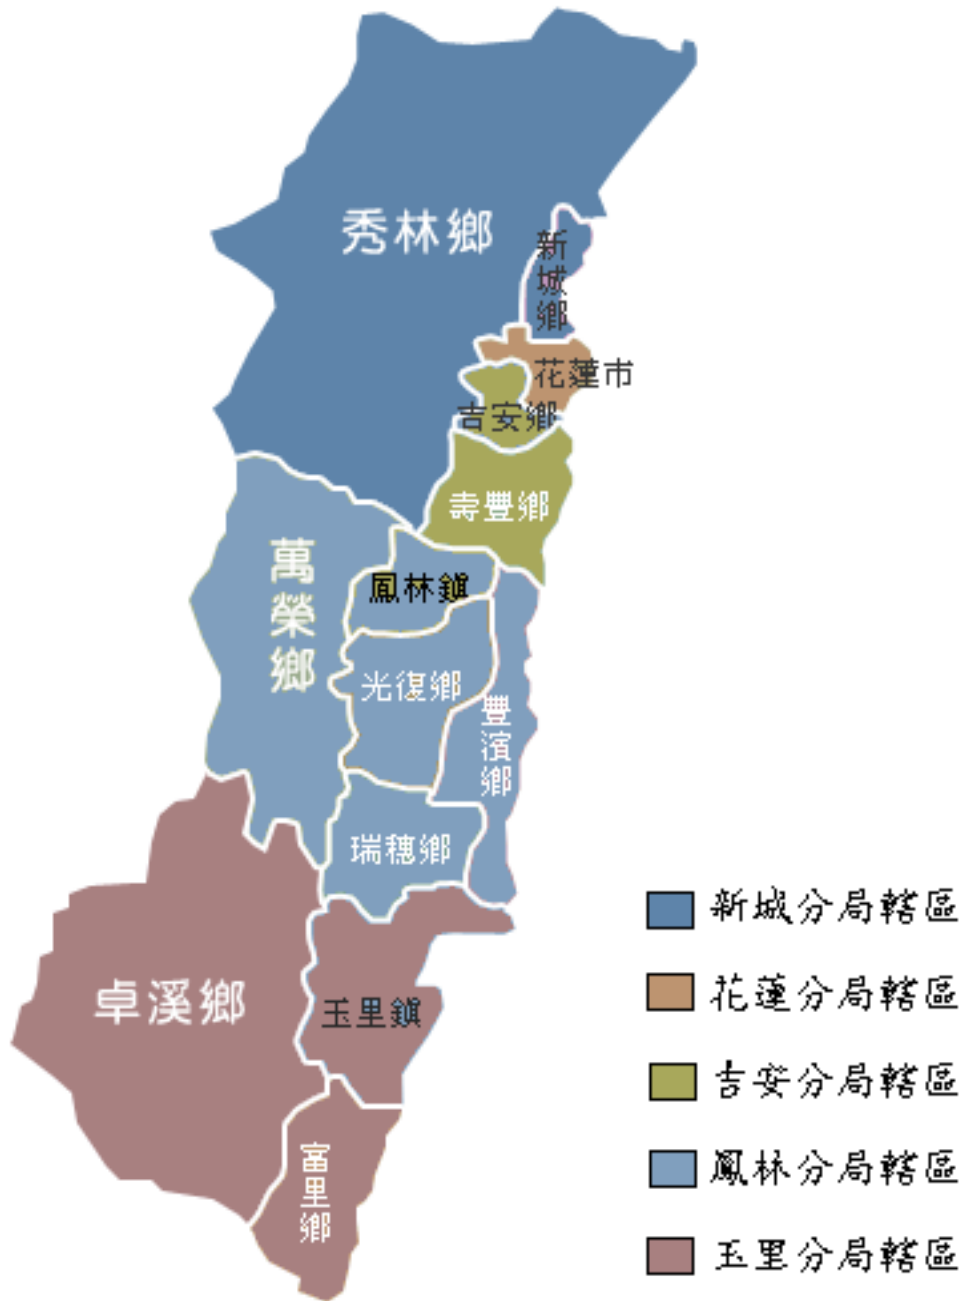 秀林鄉
新城鄉
花蓮市
吉安鄉
壽豐鄉
萬榮鄉
鳳林鎮
光復鄉
豐濱鄉
瑞穗鄉
卓溪鄉
玉里鎮
富里鄉
新城分局轄區
花蓮分局轄區
吉安分局轄區
鳳林分局轄區
玉里分局轄區